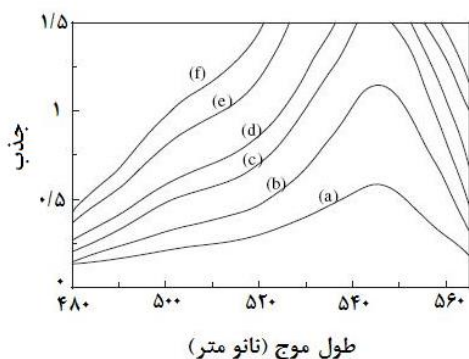 ۱/۵
(f)
(e)
۱
(d)
(c)
(b)
۰/۵
(a)
۰
۴۸۰ ۵۰۰ ۵۲۰ ۵۴۰ ۵۶۰
جذب
طول موج (نانو متر)